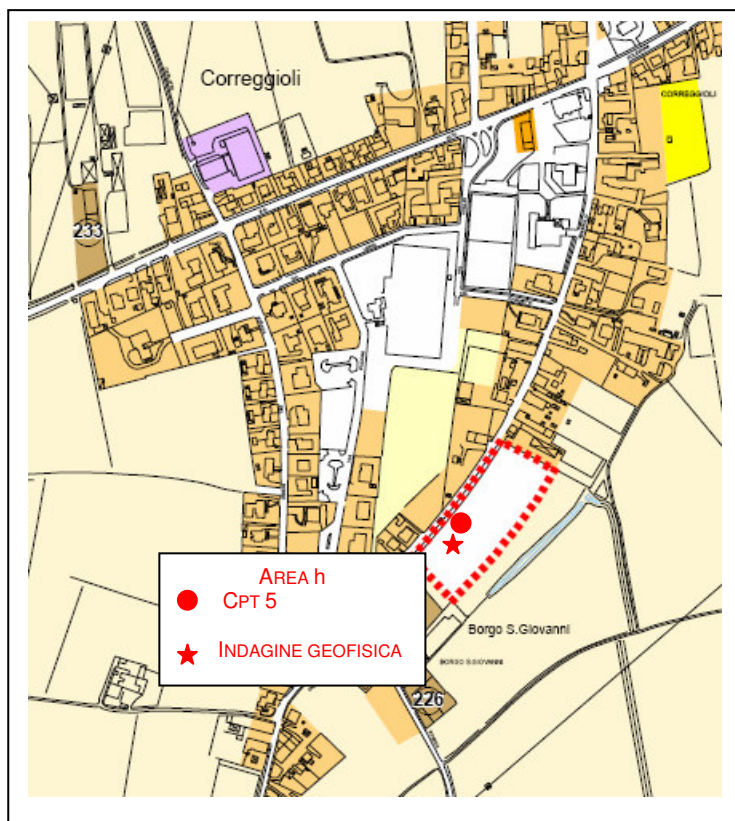 Correggioli
CORREGGIOLI
233
AREA h
CPT 5
INDAGINE GEOFISICA
Borgo S.Giovanni
BORGO S.GIOVANNI
226